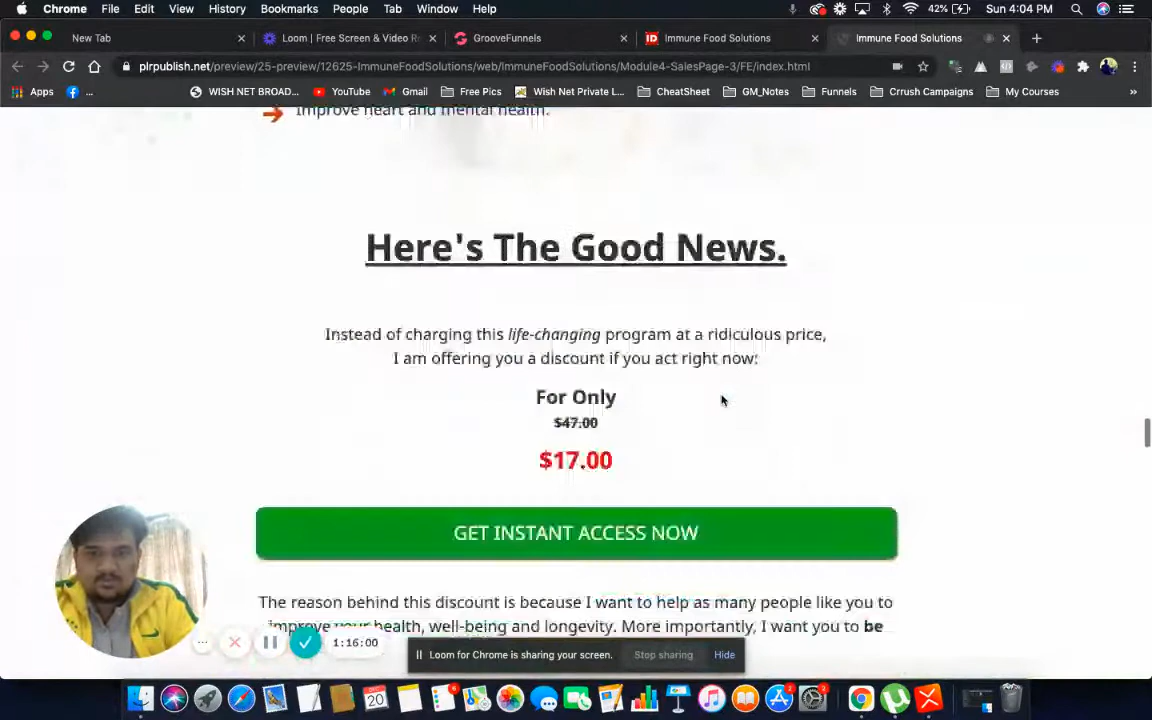 Chrome File Edit View History Bookmarks People Tab Window Help 42% Sun 4:04 PM
New Tab Loom | Free Screen & Video R GrooveFunnels Immune Food Solutions Immune Food Solutions
plrpublish.net/preview/25-preview/12625-ImmuneFoodSolutions/web/ImmuneFoodSolutions/Module4-SalesPage-3/FE/index.html
Apps ... WISH NET BROAD... YouTube Gmail Free Pics Wish Net Private L... CheatSheet GM_Notes Funnels Crrush Campaigns My Courses »
Improve heart and mental health.
Here's The Good News.
Instead of charging this life-changing program at a ridiculous price,
I am offering you a discount if you act right now:
For Only
$47.00
$17.00
GET INSTANT ACCESS NOW
The reason behind this discount is because I want to help as many people like you to
improve your health, well-being and longevity. More importantly, I want you to be
1:16:00
Loom for Chrome is sharing your screen. Stop sharing Hide
20